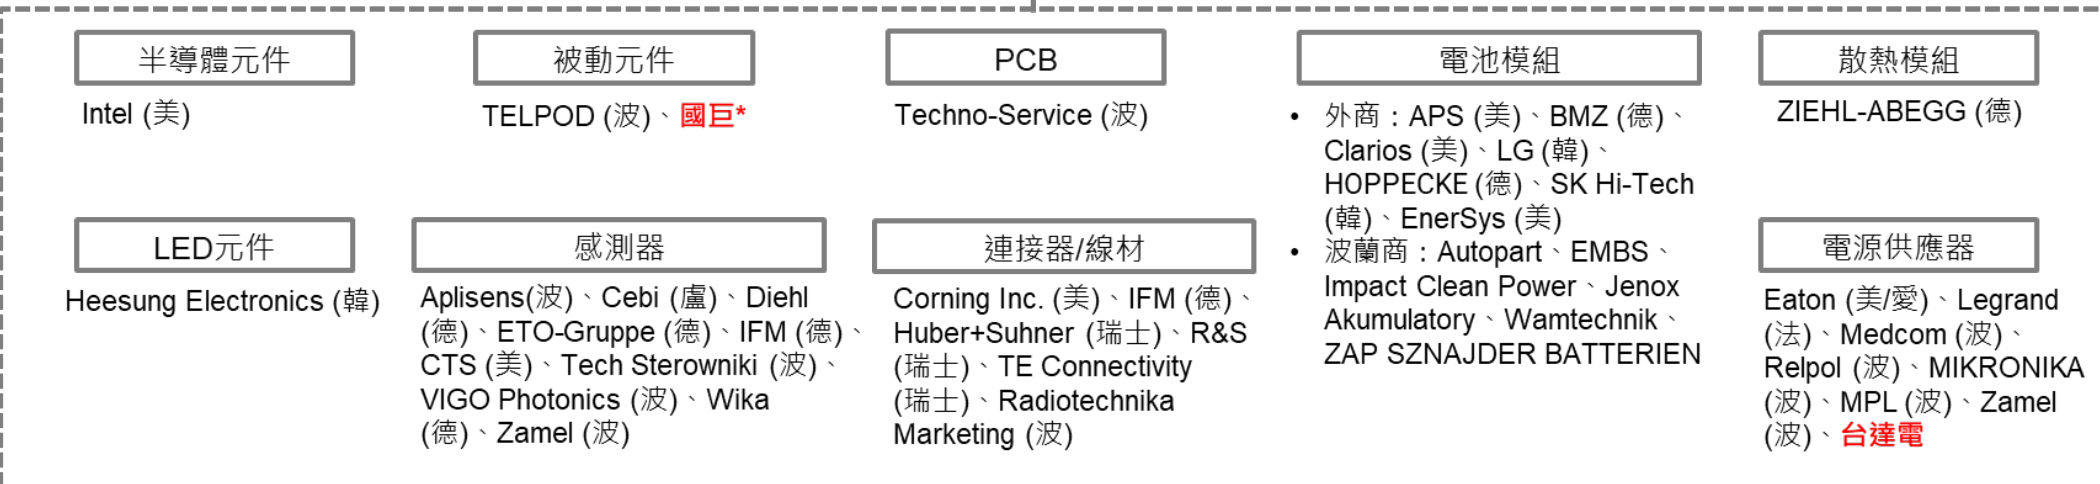 半導體元件
Intel (美)
被動元件
TELPOD (波)、國巨*
PCB
Techno-Service (波)
電池模組
• 外商：APS (美)、BMZ (德)、
Clarios (美)、LG (韓)、
HOPPECKE (德)、SK Hi-Tech
(韓)、EnerSys (美)
• 波蘭商：Autopart、EMBS、
Impact Clean Power、Jenox
Akumulatory、Wamtechnik、
ZAP SZNAJDER BATTERIEN
散熱模組
ZIEHL-ABEGG (德)
LED元件
Heesung Electronics (韓)
感測器
Aplisens(波)、Cebi (盧)、Diehl
(德)、ETO-Gruppe (德)、IFM (德)、
CTS (美)、Tech Sterowniki (波)、
VIGO Photonics (波)、Wika
(德)、Zamel (波)
連接器/線材
Corning Inc. (美)、IFM (德)、
Huber+Suhner (瑞士)、R&S
(瑞士)、TE Connectivity
(瑞士)、Radiotechnika
Marketing (波)
電源供應器
Eaton (美/愛)、Legrand
(法)、Medcom (波)、
Relpol (波)、MIKRONIKA
(波)、MPL (波)、Zamel
(波)、台達電